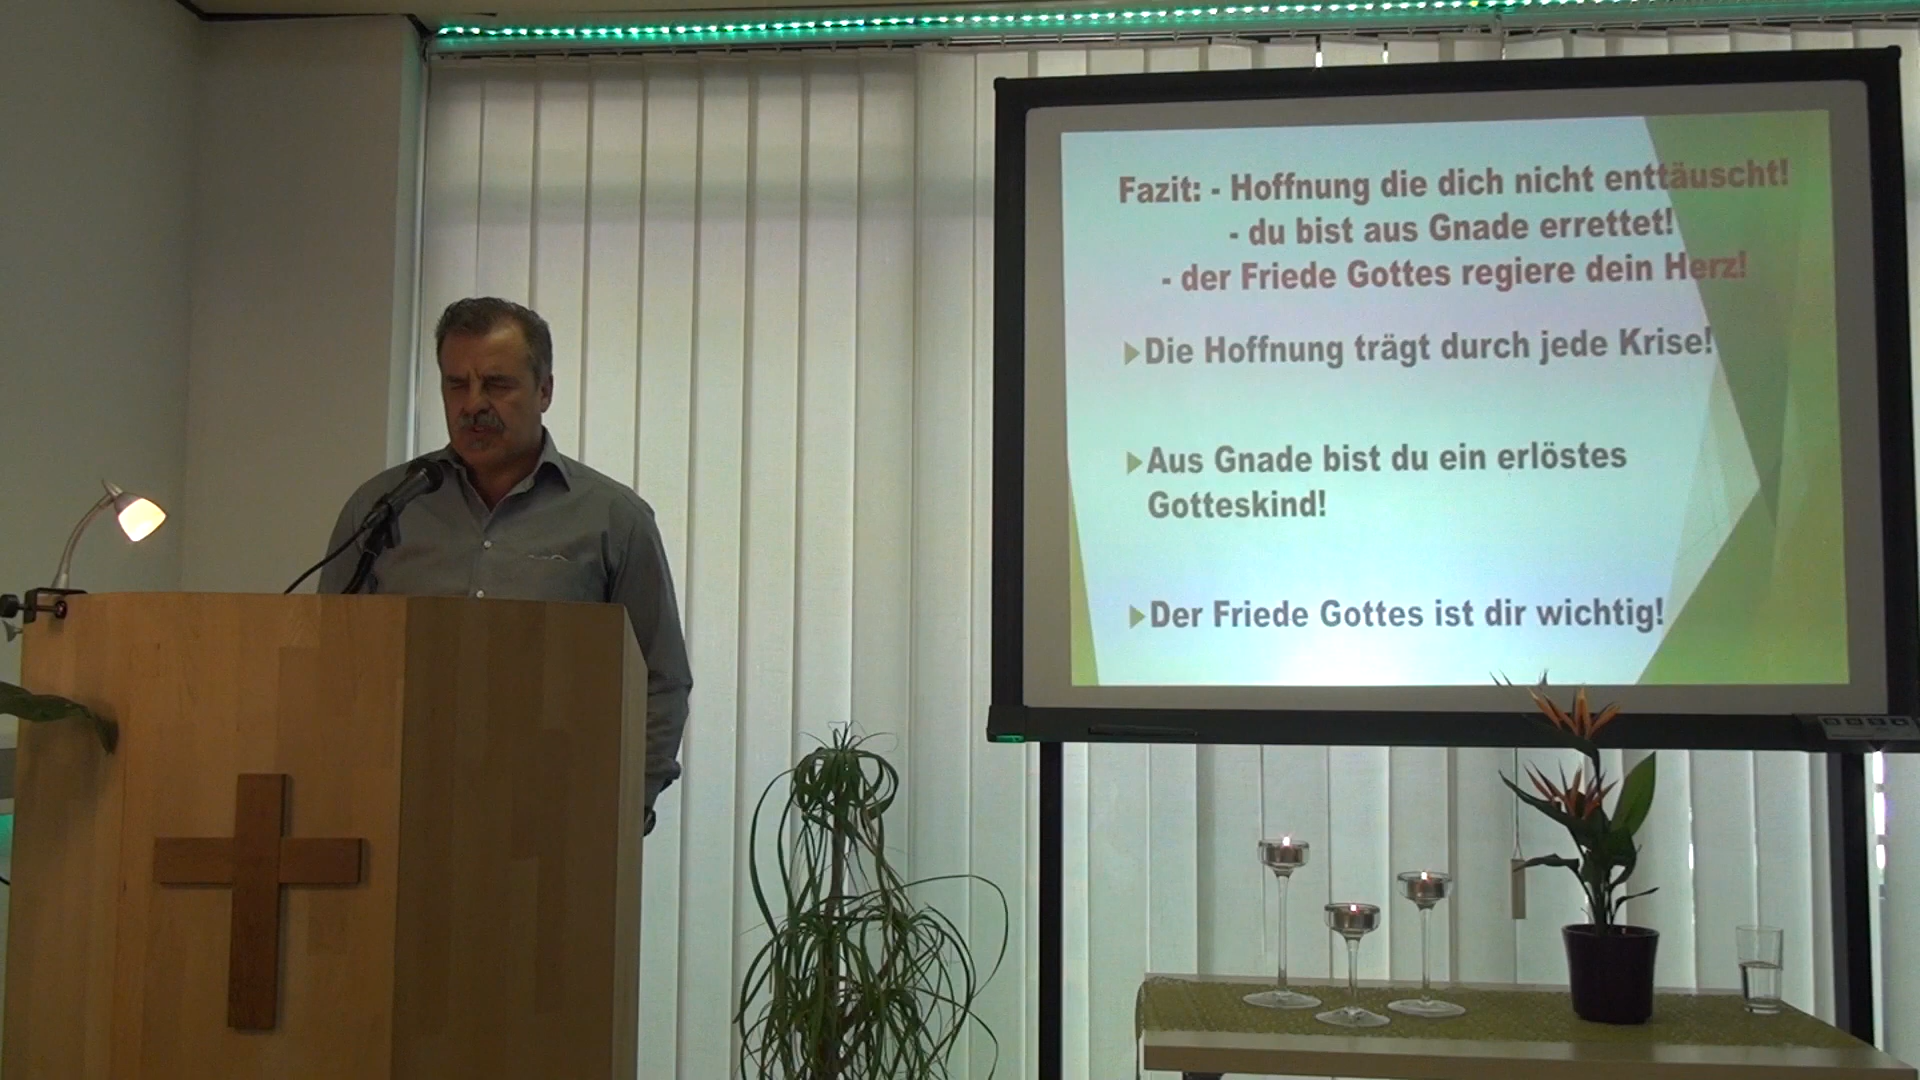 Fazit: - Hoffnung die dich nicht enttäuscht!
- du bist aus Gnade errettet!
- der Friede Gottes regiere dein Herz!
Die Hoffnung trägt durch jede Krise!
Aus Gnade bist du ein erlöstes
Gotteskind!
Der Friede Gottes ist dir wichtig!